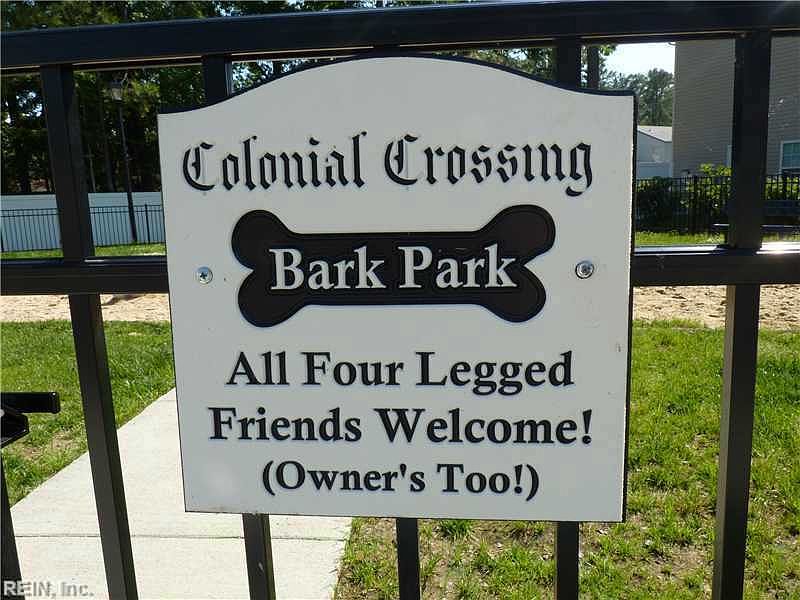 Colonial Crossing
Bark Park
All Four Legged
Friends Welcome!
(Owner's Too!)
REIN, Inc.